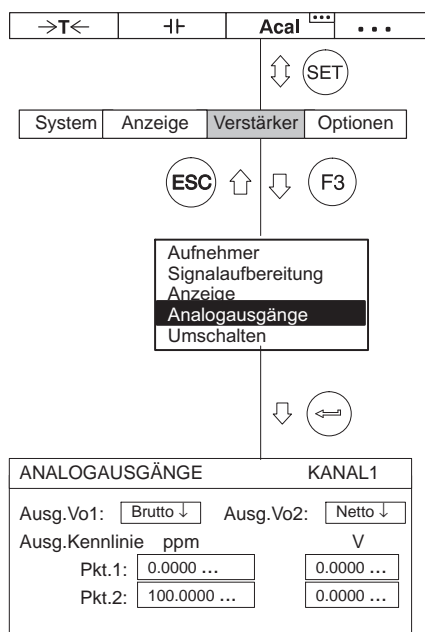 →T← ⊣⊢ Acal ...
SET
System Anzeige Verstärker Optionen
ESC F3
Aufnehmer
Signalaufbereitung
Anzeige
Analogausgänge
Umschalten
ANALOGAUSGÄNGE KANAL1
Ausg.Vo1: Brutto ↓ Ausg.Vo2: Netto ↓
Ausg.Kennlinie ppm V
Pkt.1: 0.0000 ... 0.0000 ...
Pkt.2: 100.0000 ... 0.0000 ...